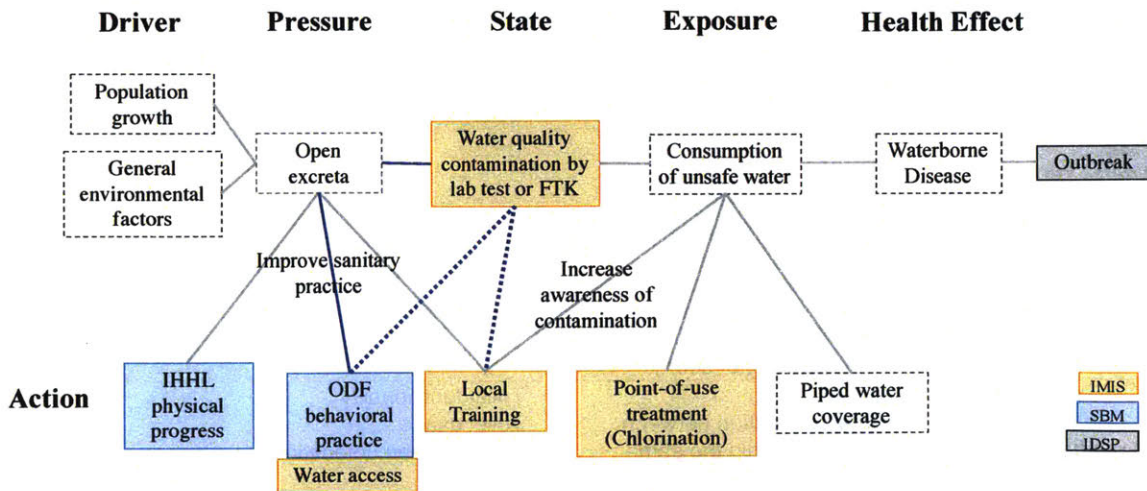 Driver
Pressure
State
Exposure
Health Effect
Population
growth
General
environmental
factors
Open
excreta
Water quality
contamination by
lab test or FTK
Consumption
of unsafe water
Waterborne
Disease
Outbreak
Improve sanitary
practice
Increase
awareness of
contamination
Action
IHHL
physical
progress
ODF
behavioral
practice
Water access
Local
Training
Point-of-use
treatment
(Chlorination)
Piped water
coverage
IMIS
SBM
IDSP